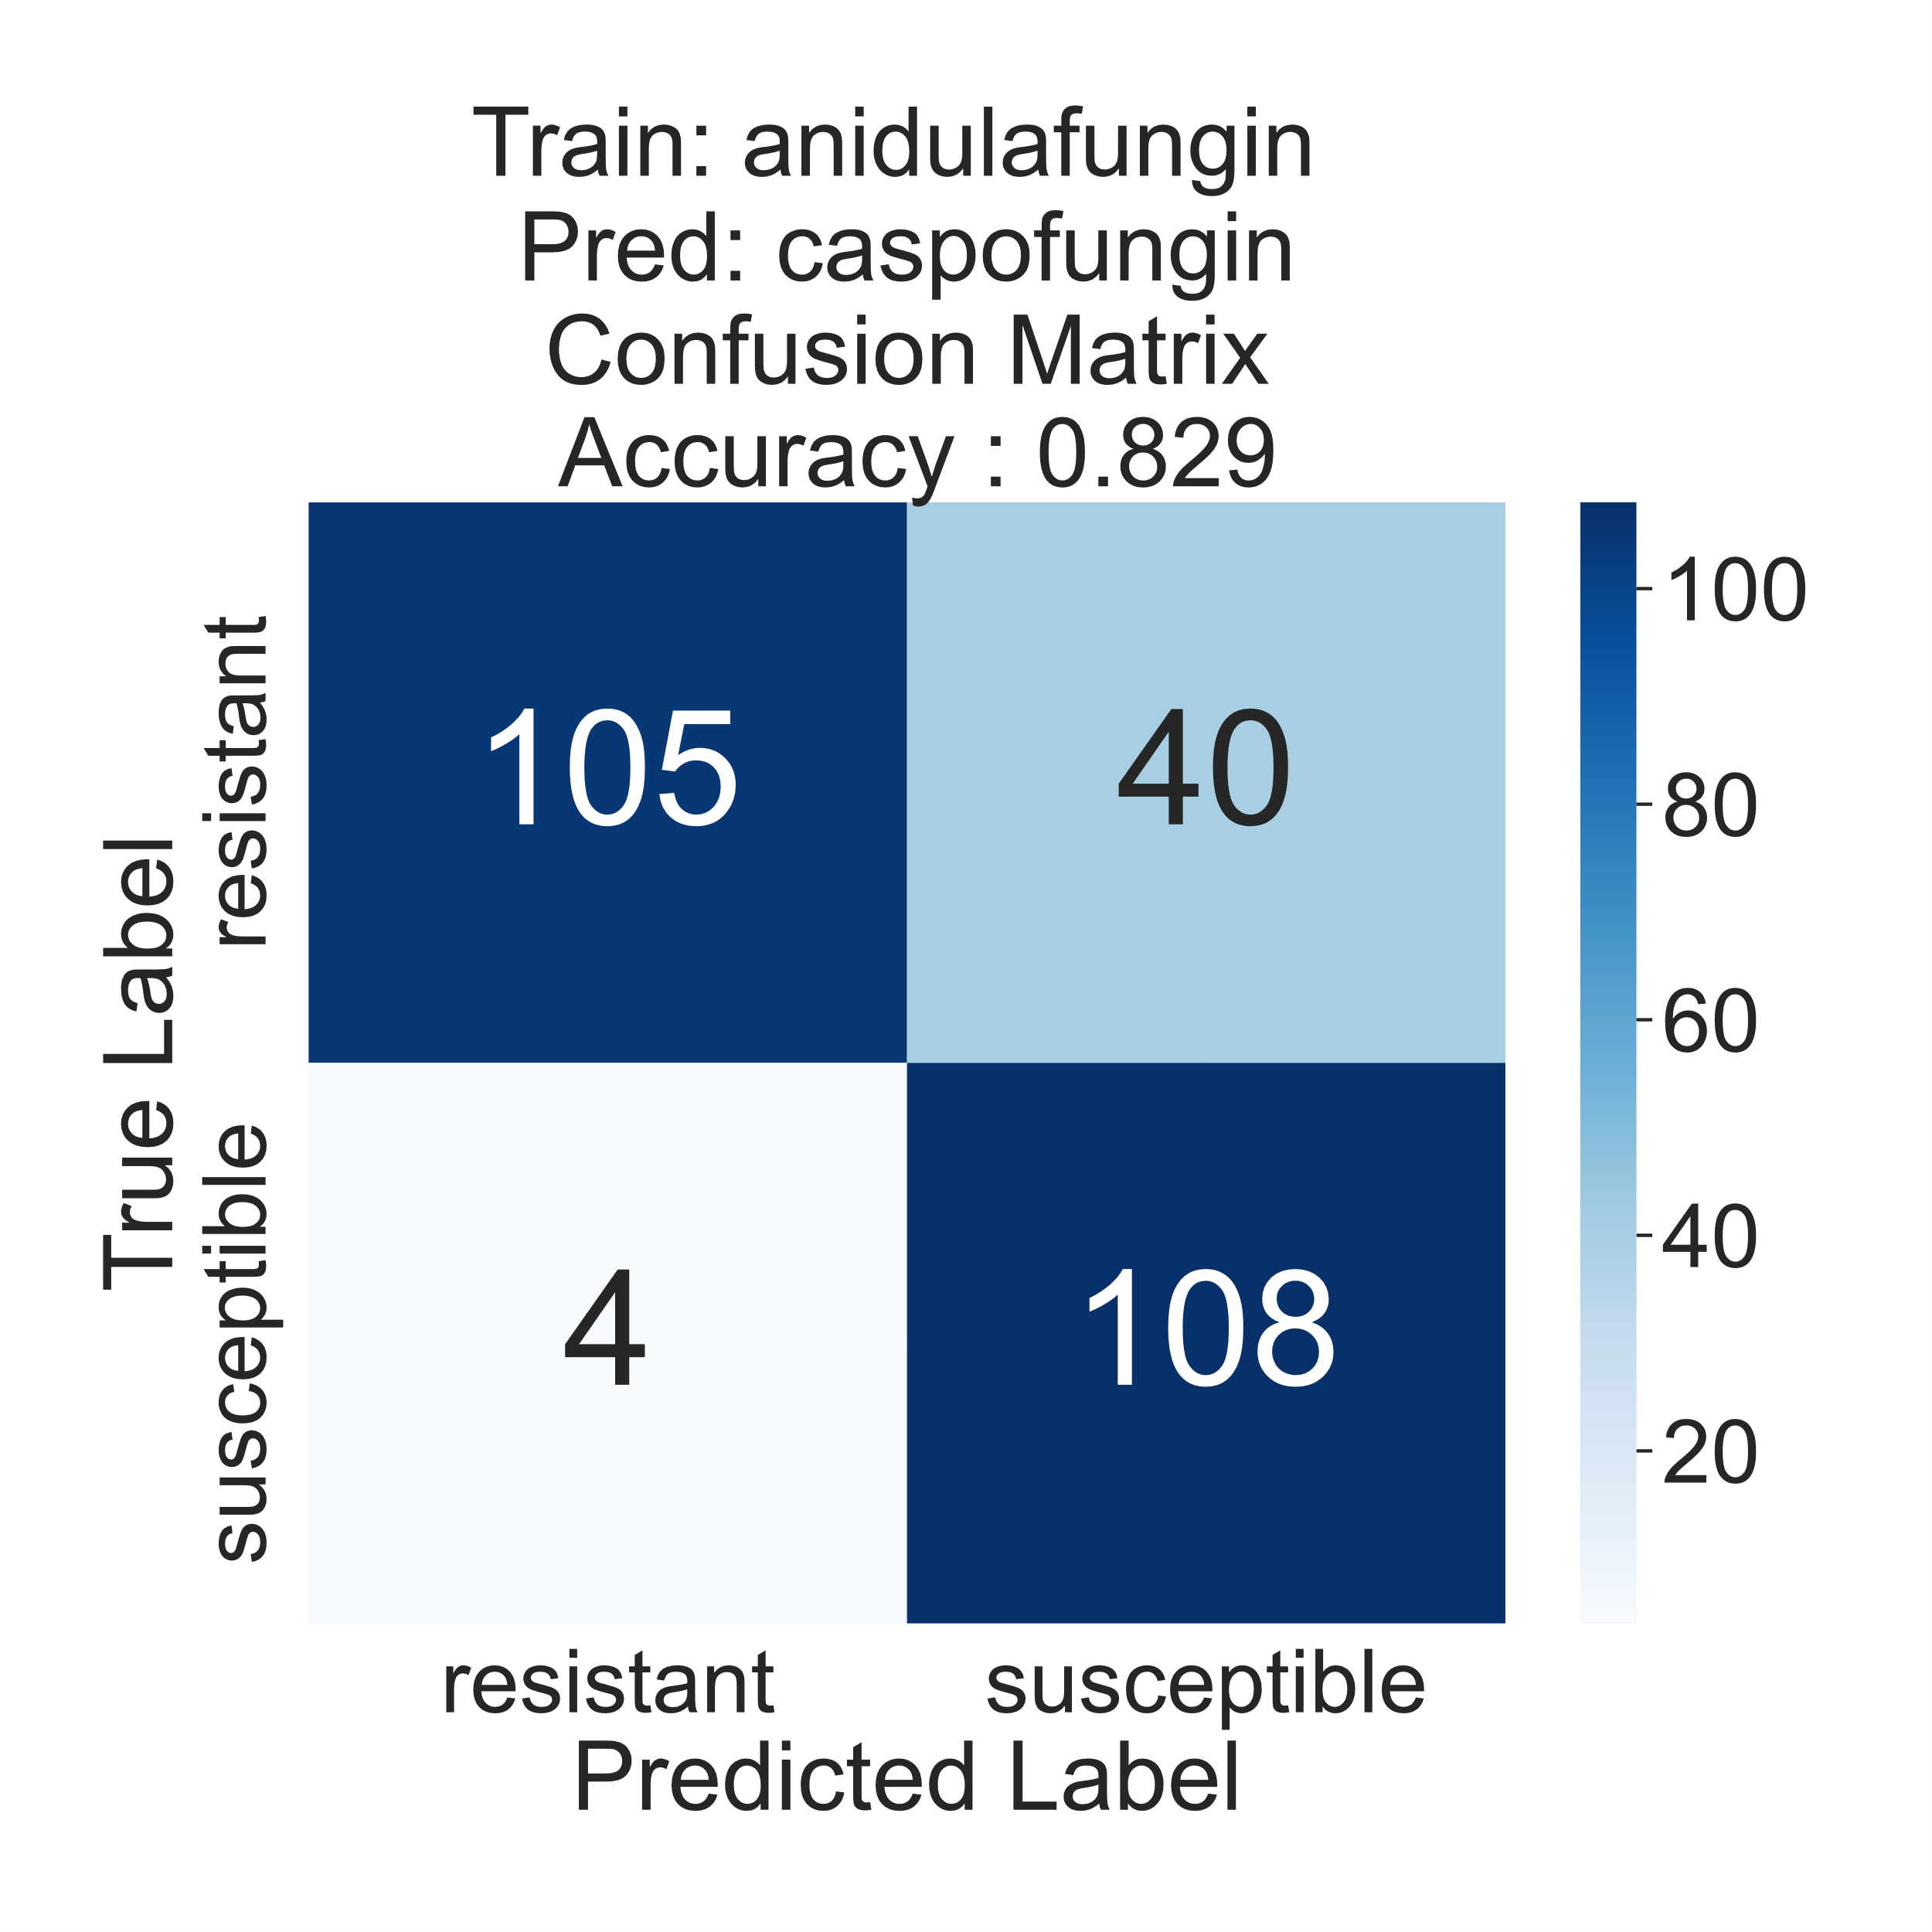 Train: anidulafungin
Pred: caspofungin
Confusion Matrix
Accuracy : 0.829
True Label
resistant
susceptible
105
40
4
108
100
80
60
40
20
resistant
susceptible
Predicted Label